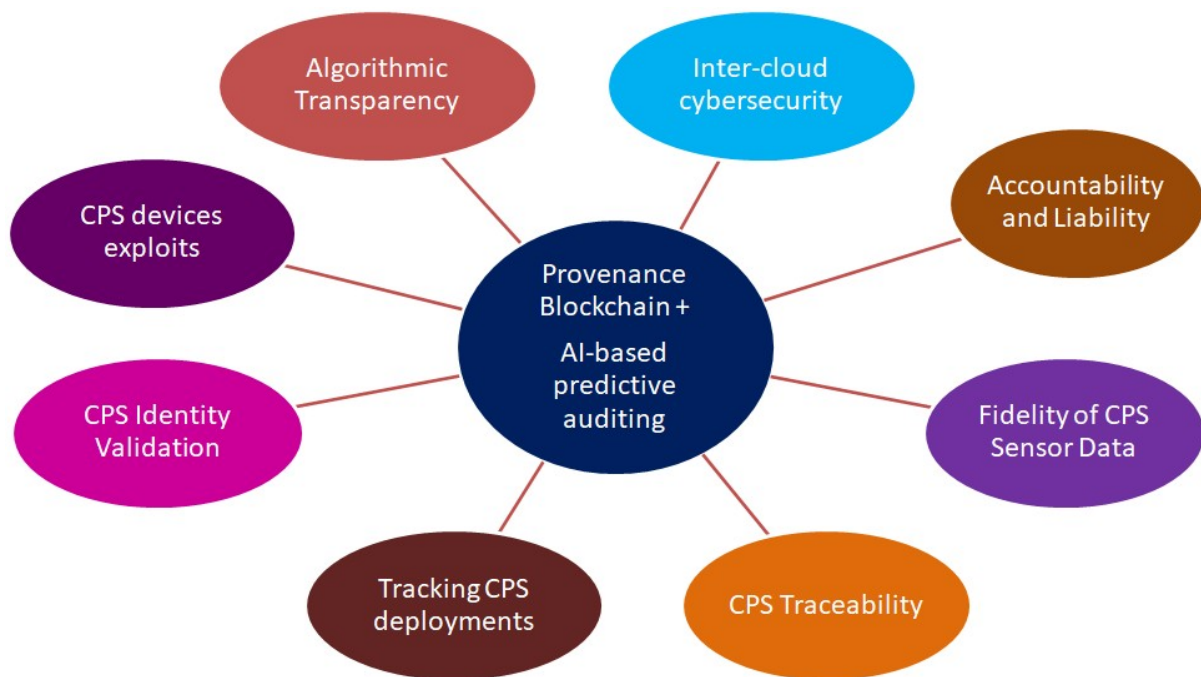 Algorithmic
Transparency
Inter-cloud
cybersecurity
Accountability
and Liability
CPS devices
exploits
Provenance
Blockchain +
AI-based
predictive
auditing
CPS Identity
Validation
Fidelity of CPS
Sensor Data
Tracking CPS
deployments
CPS Traceability